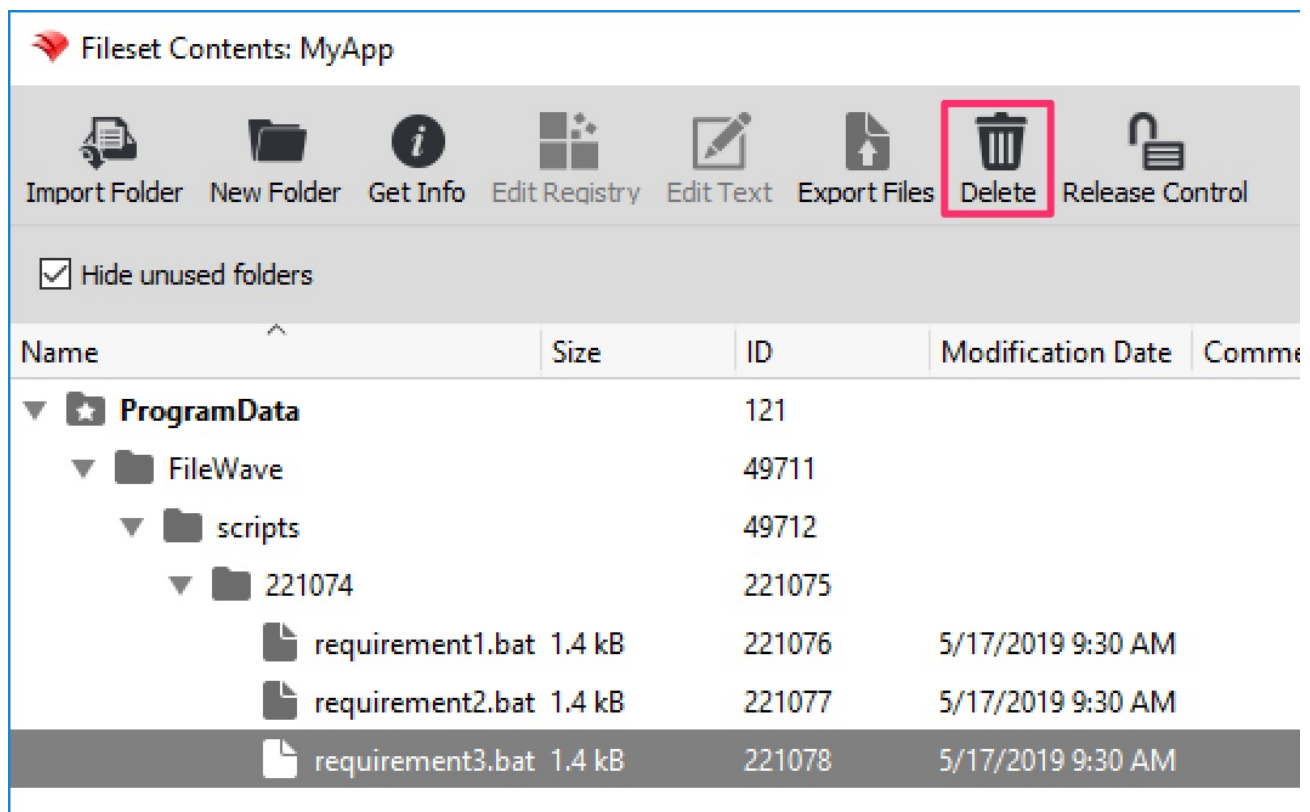 Fileset Contents: MyApp
Import Folder New Folder Get Info Edit Registry Edit Text Export Files Delete Release Control
Hide unused folders
Name Size ID Modification Date Comme
ProgramData 121
FileWave 49711
scripts 49712
221074 221075
requirement1.bat 1.4 kB 221076 5/17/2019 9:30 AM
requirement2.bat 1.4 kB 221077 5/17/2019 9:30 AM
requirement3.bat 1.4 kB 221078 5/17/2019 9:30 AM